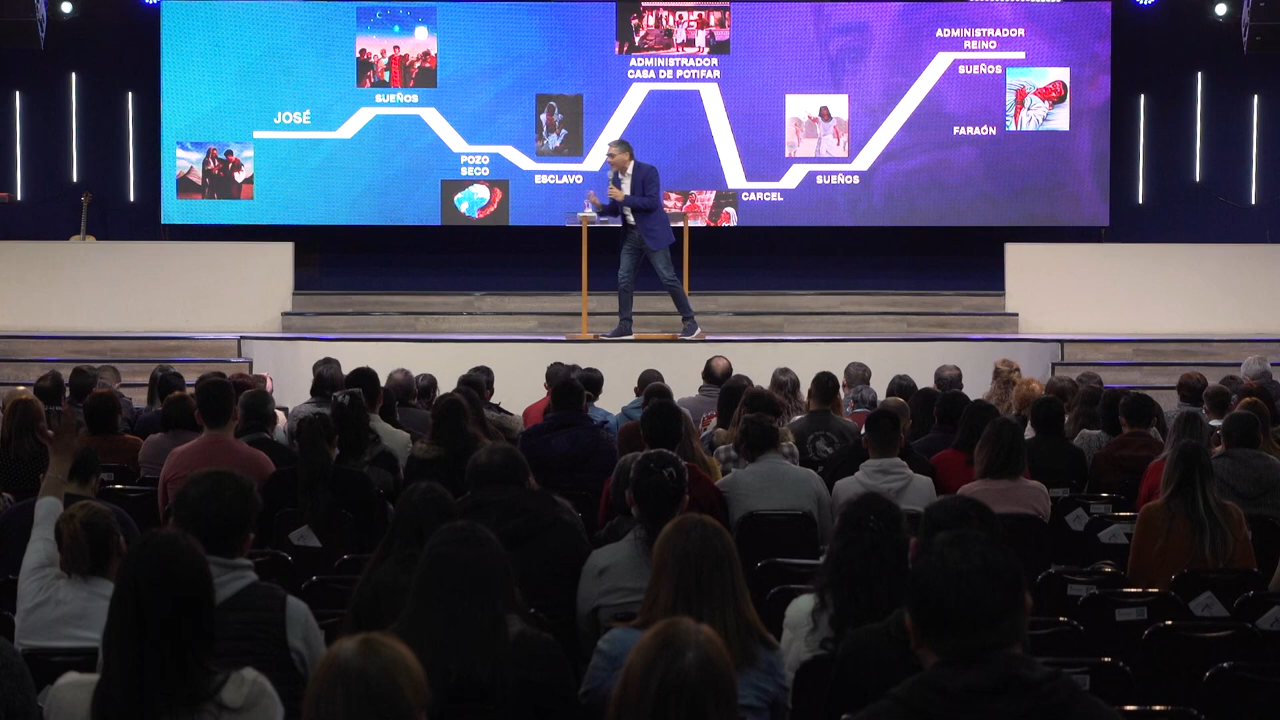 JOSÉ
SUEÑOS
POZO
SECO
ESCLAVO
ADMINISTRADOR
CASA DE POTIFAR
CARCEL
SUEÑOS
FARAÓN
SUEÑOS
ADMINISTRADOR
REINO